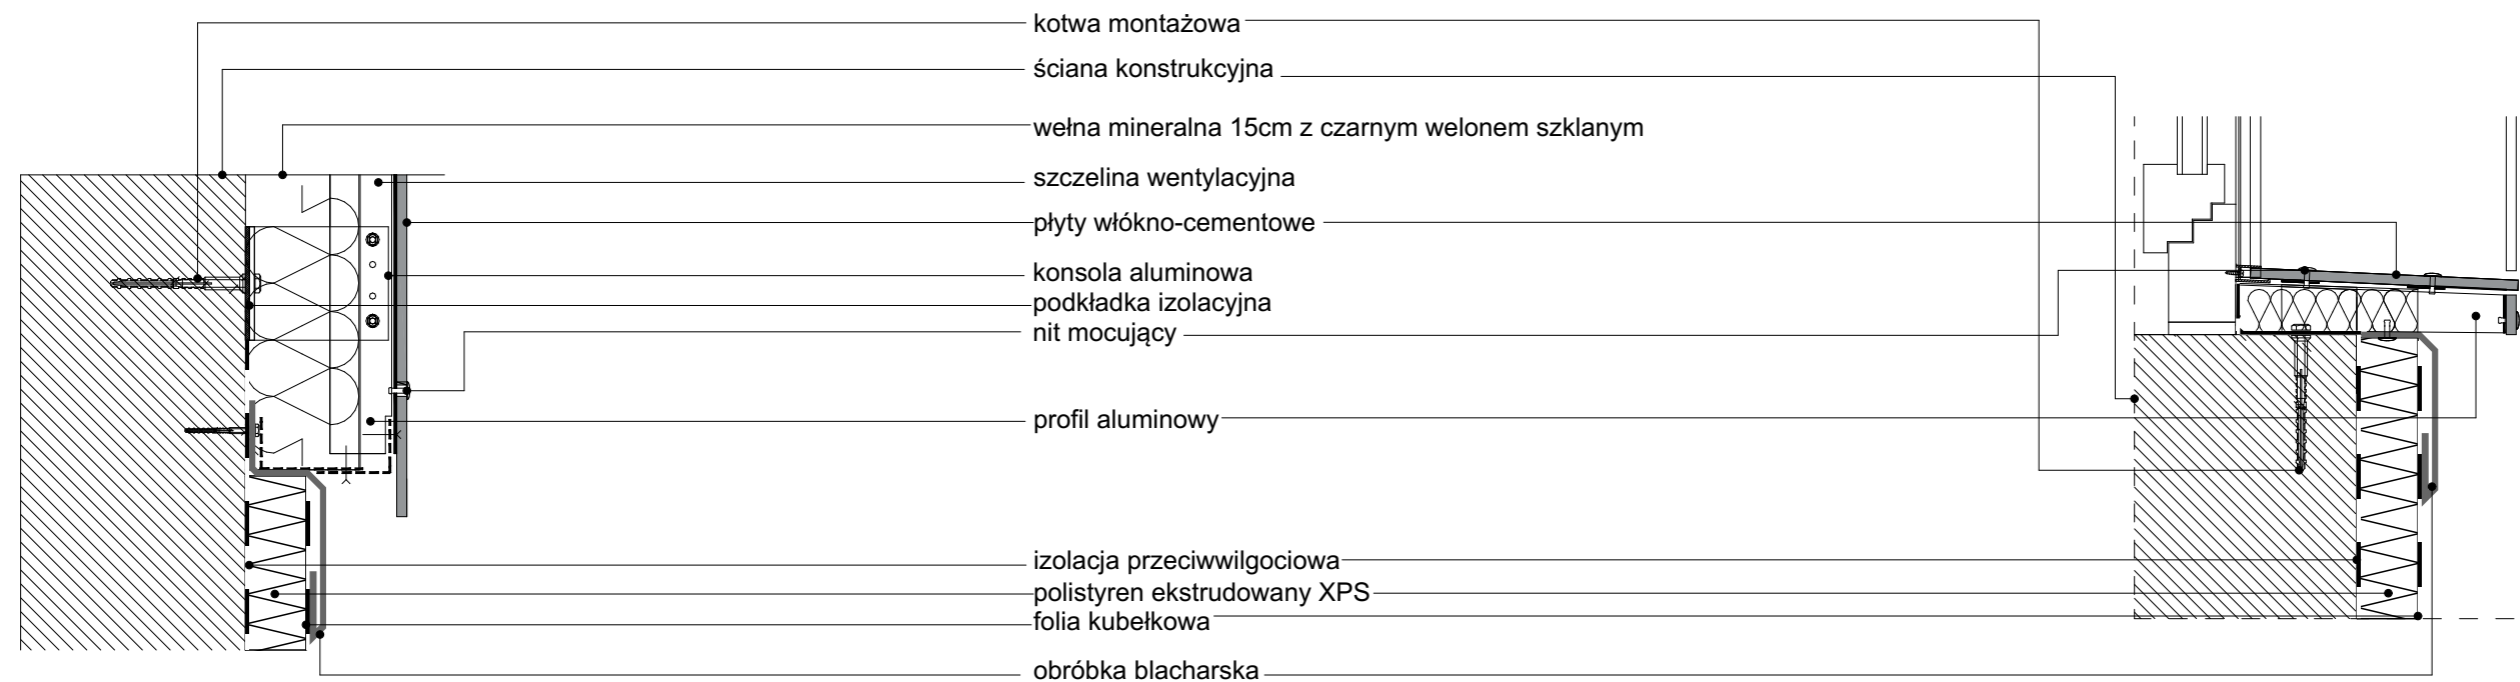 kotwa montażowa
ściana konstrukcyjna
wełna mineralna 15cm z czarnym welonem szklanym
szczelina wentylacyjna
płyty włókno-cementowe
konsola aluminowa
podkładka izolacyjna
nit mocujący
profil aluminowy
izolacja przeciwwilgociowa
polistyren ekstrudowany XPS
folia kubełkowa
obróbka blacharska